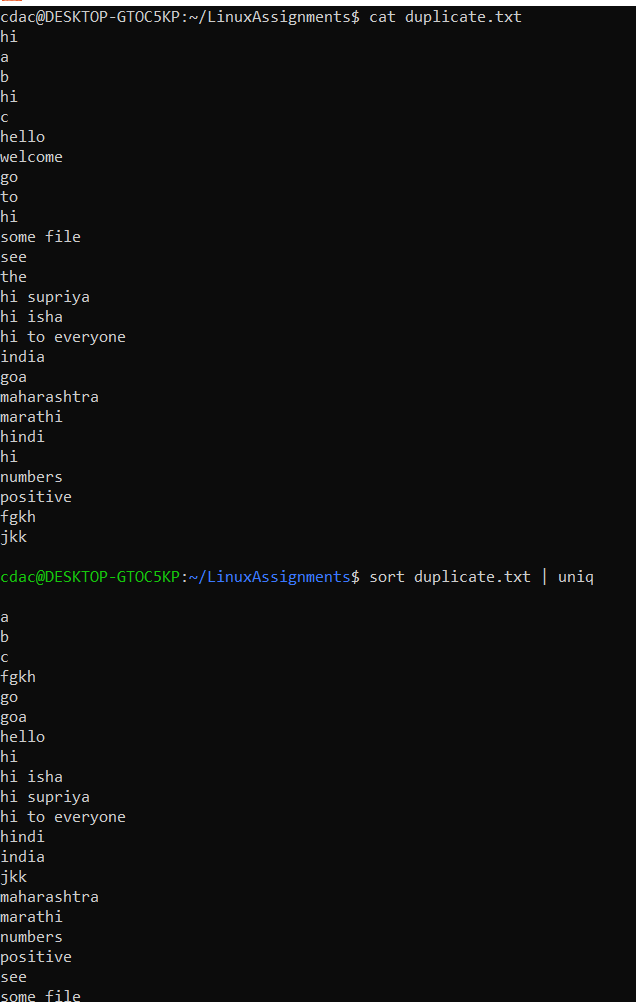 cdac@DESKTOP-GTOC5KP:~/LinuxAssignments$ cat duplicate.txt
hi
a
b
hi
c
hello
welcome
go
to
hi
some file
see
the
hi supriya
hi isha
hi to everyone
india
goa
maharashtra
marathi
hindi
hi
numbers
positive
fgkh
jkk
cdac@DESKTOP-GTOC5KP:~/LinuxAssignments$ sort duplicate.txt | uniq
a
b
c
fgkh
go
goa
hello
hi
hi isha
hi supriya
hi to everyone
hindi
india
jkk
maharashtra
marathi
numbers
positive
see
some file